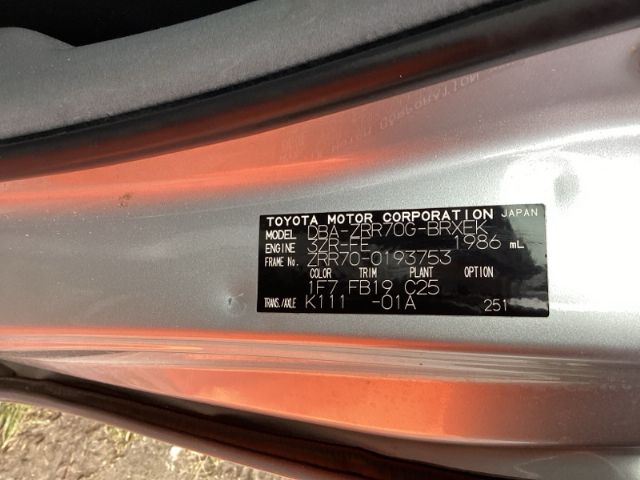 TOYOTA MOTOR CORPORATION JAPAN
MODEL DBA-ZRR70G-BRXEK
ENGINE 3ZR-FE 1986 mL
FRAME No. ZRR70-0193753
COLOR TRIM PLANT OPTION
1F7 FB19 C25
TRANS./AXLE K111 -01A 251